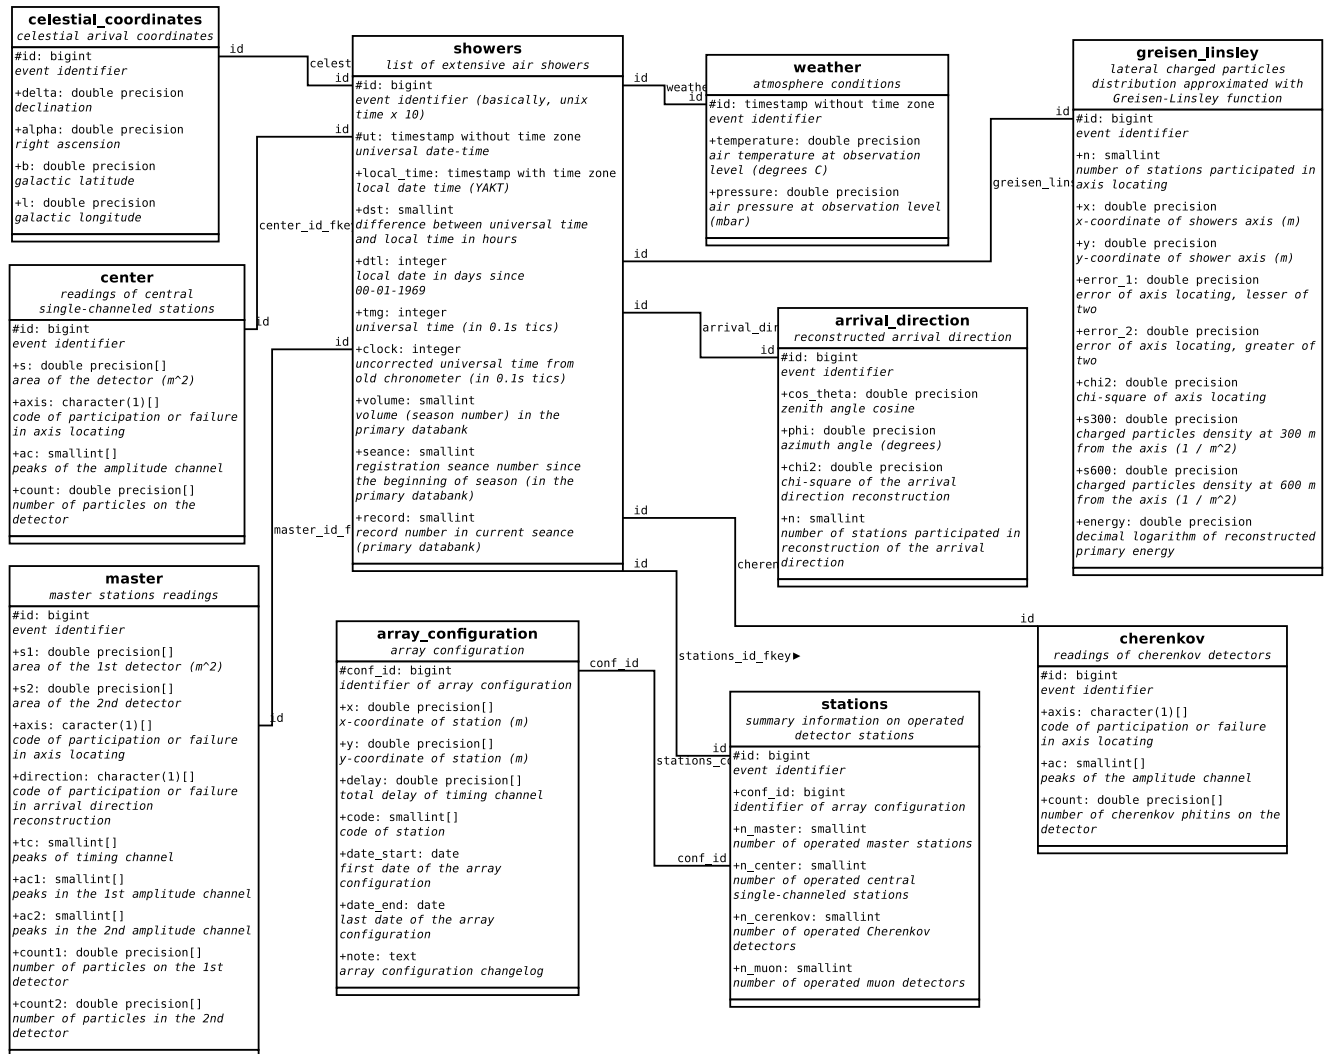 celestial_coordinates
celestial arival coordinates
#id: bigint
event identifier
+delta: double precision
declination
+alpha: double precision
right ascension
+b: double precision
galactic latitude
+l: double precision
galactic longitude
id
celest
id
showers
list of extensive air showers
#id: bigint
event identifier (basically, unix
time x 10)
#ut: timestamp without time zone
universal date-time
+local_time: timestamp with time zone
local date time (YAKT)
+dst: smallint
difference between universal time
and local time in hours
+dtl: integer
local date in days since
00-01-1969
+tmg: integer
universal time (in 0.1s tics)
+clock: integer
uncorrected universal time from
old chronometer (in 0.1s tics)
+volume: smallint
volume (season number) in the
primary databank
+seance: smallint
registration seance number since
the beginning of season (in the
primary databank)
+record: smallint
record number in current seance
(primary databank)
id
weathe
id
weather
atmosphere conditions
#id: timestamp without time zone
event identifier
+temperature: double precision
air temperature at observation
level (degrees C)
+pressure: double precision
air pressure at observation level
(mbar)
id
greisen_lins
id
greisen_linsley
lateral charged particles
distribution approximated with
Greisen-Linsley function
#id: bigint
event identifier
+n: smallint
number of stations participated in
axis locating
+x: double precision
x-coordinate of showers axis (m)
+y: double precision
y-coordinate of shower axis (m)
+error_1: double precision
error of axis locating, lesser of
two
+error_2: double precision
error of axis locating, greater of
two
+chi2: double precision
chi-square of axis locating
+s300: double precision
charged particles density at 300 m
from the axis (1 / m^2)
+s600: double precision
charged particles density at 600 m
from the axis (1 / m^2)
+energy: double precision
decimal logarithm of reconstructed
primary energy
id
center_id_fke
id
center
readings of central
single-channeled stations
#id: bigint
event identifier
+s: double precision[]
area of the detector (m^2)
+axis: character(1)[]
code of participation or failure
in axis locating
+ac: smallint[]
peaks of the amplitude channel
+count: double precision[]
number of particles on the
detector
id
arrival_dir
id
arrival_direction
reconstructed arrival direction
#id: bigint
event identifier
+cos_theta: double precision
zenith angle cosine
+phi: double precision
azimuth angle (degrees)
+chi2: double precision
chi-square of the arrival
direction reconstruction
+n: smallint
number of stations participated in
reconstruction of the arrival
direction
id
master_id_f
id
master
master stations readings
#id: bigint
event identifier
+s1: double precision[]
area of the 1st detector (m^2)
+s2: double precision[]
area of the 2nd detector
+axis: caracter(1)[]
code of participation or failure
in axis locating
+direction: character(1)[]
code of participation or failure
in arrival direction
reconstruction
+tc: smallint[]
peaks of timing channel
+ac1: smallint[]
peaks in the 1st amplitude channel
+ac2: smallint[]
peaks in the 2nd amplitude channel
+count1: double precision[]
number of particles on the 1st
detector
+count2: double precision[]
number of particles in the 2nd
detector
array_configuration
array configuration
#conf_id: bigint
identifier of array configuration
+x: double precision[]
x-coordinate of station (m)
+y: double precision[]
y-coordinate of station (m)
+delay: double precision[]
total delay of timing channel
+code: smallint[]
code of station
+date_start: date
first date of the array
configuration
+date_end: date
last date of the array
configuration
+note: text
array configuration changelog
conf_id
stations_co
conf_id
id
stations_id_fkey▶
id
stations
summary information on operated
detector stations
#id: bigint
event identifier
+conf_id: bigint
identifier of array configuration
+n_master: smallint
number of operated master stations
+n_center: smallint
number of operated central
single-channeled stations
+n_cerenkov: smallint
number of operated Cherenkov
detectors
+n_muon: smallint
number of operated muon detectors
id
cheren
id
cherenkov
readings of cherenkov detectors
#id: bigint
event identifier
+axis: character(1)[]
code of participation or failure
in axis locating
+ac: smallint[]
peaks of the amplitude channel
+count: double precision[]
number of cherenkov phitins on the
detector